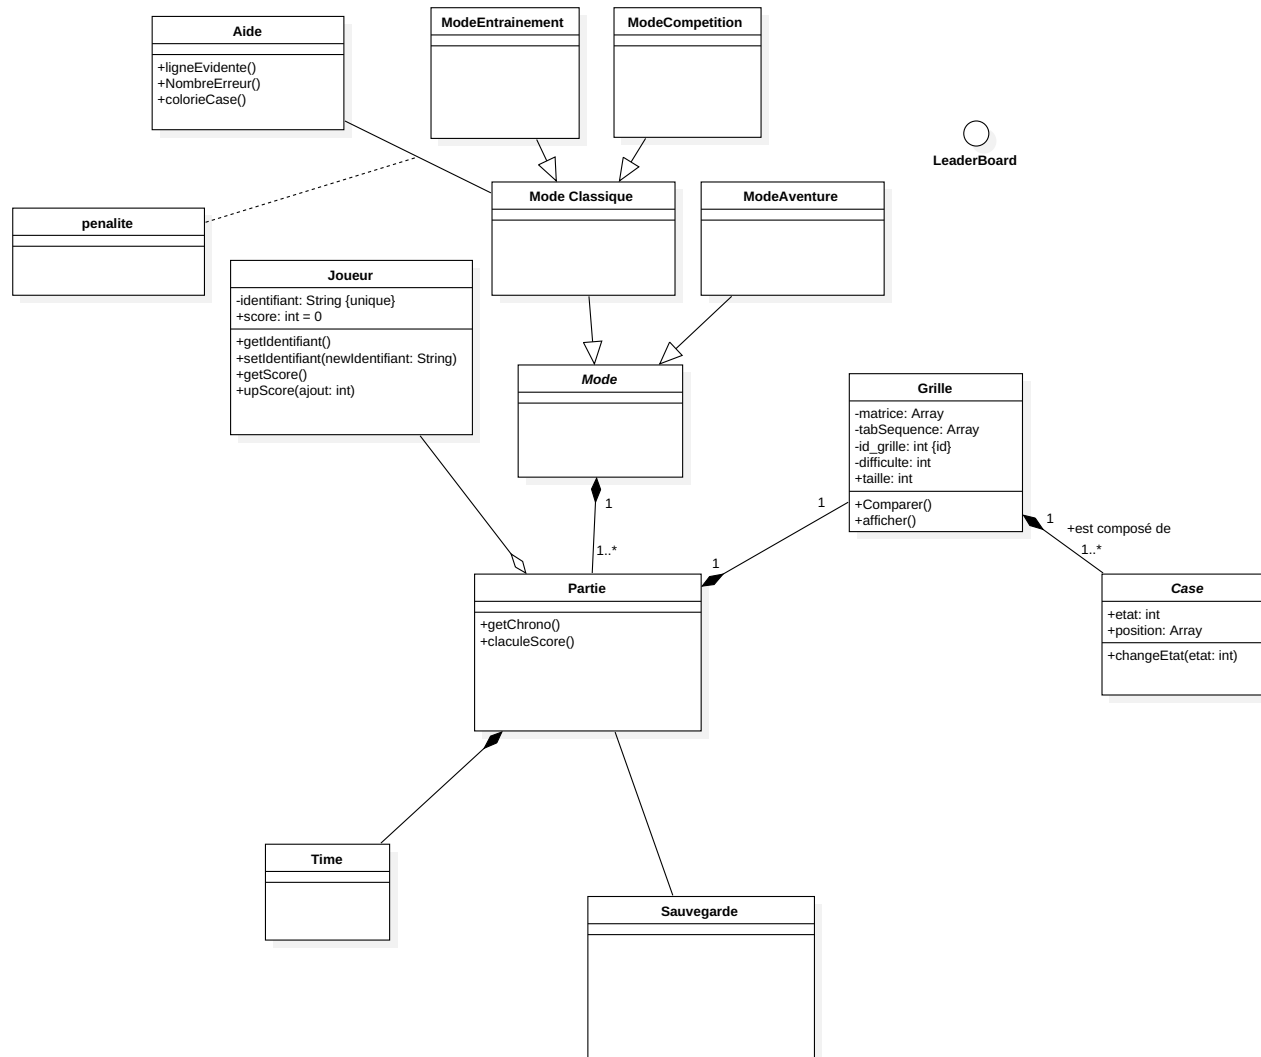 Aide
+ligneEvidente()
+NombreErreur()
+colorieCase()
ModeEntrainement
ModeCompetition
LeaderBoard
penalite
Mode Classique
ModeAventure
Joueur
-identifiant: String {unique}
+score: int = 0
+getIdentifiant()
+setIdentifiant(newIdentifiant: String)
+getScore()
+upScore(ajout: int)
Mode
Grille
-matrice: Array
-tabSequence: Array
-id_grille: int {id}
-difficulte: int
+taille: int
+Comparer()
+afficher()
1
1..*
1
1
1
+est composé de
1..*
Partie
+getChrono()
+claculeScore()
Case
+etat: int
+position: Array
+changeEtat(etat: int)
Time
Sauvegarde